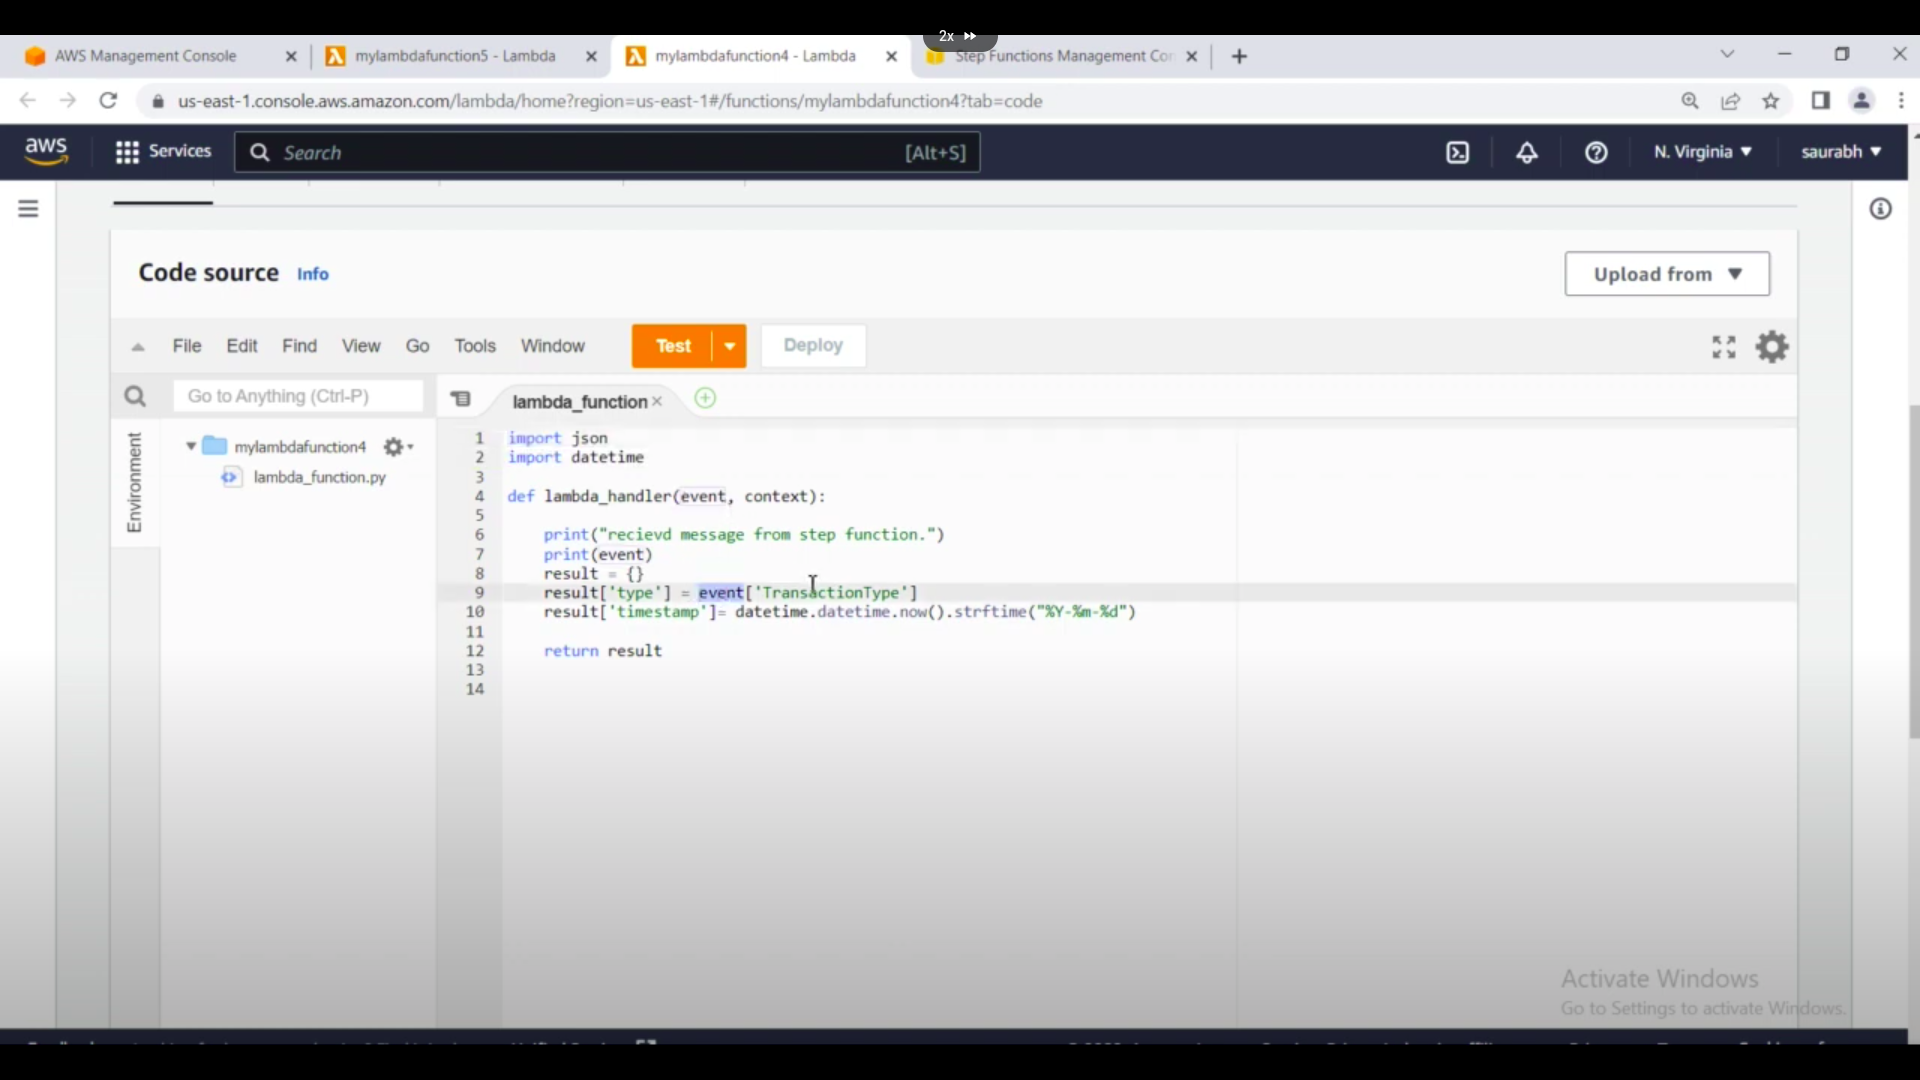 2x
AWS Management Console
mylambdafunction5 - Lambda
mylambdafunction4 - Lambda
Step Functions Management Cor
us-east-1.console.aws.amazon.com/lambda/home?region=us-east-1#/functions/mylambdafunction4?tab=code
aws
Services
Search
[Alt+S]
N. Virginia
saurabh
Code source Info
Upload from
File Edit Find View Go Tools Window Test Deploy
Go to Anything (Ctrl-P)
lambda_function
Environment
mylambdafunction4
lambda_function.py
1 import json
2 import datetime
3
4 def lambda_handler(event, context):
5
6     print("recievd message from step function.")
7     print(event)
8     result = {}
9     result['type'] = event['TransactionType']
10     result['timestamp']= datetime.datetime.now().strftime("%Y-%m-%d")
11
12     return result
13
14
Activate Windows
Go to Settings to activate Windows.